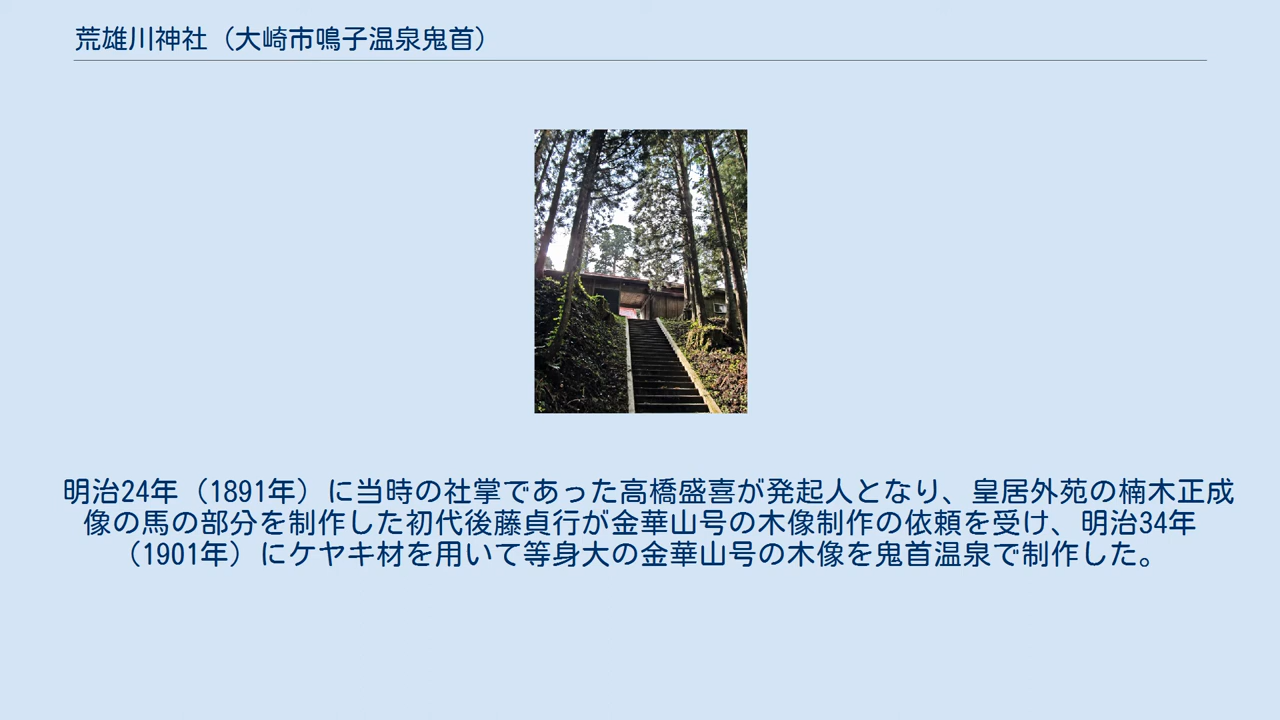 荒雄川神社（大崎市鳴子温泉鬼首）
明治24年（1891年）に当時の社掌であった高橋盛喜が発起人となり、皇居外苑の楠木正成
像の馬の部分を制作した初代後藤貞行が金華山号の木像制作の依頼を受け、明治34年
（1901年）にケヤキ材を用いて等身大の金華山号の木像を鬼首温泉で制作した。